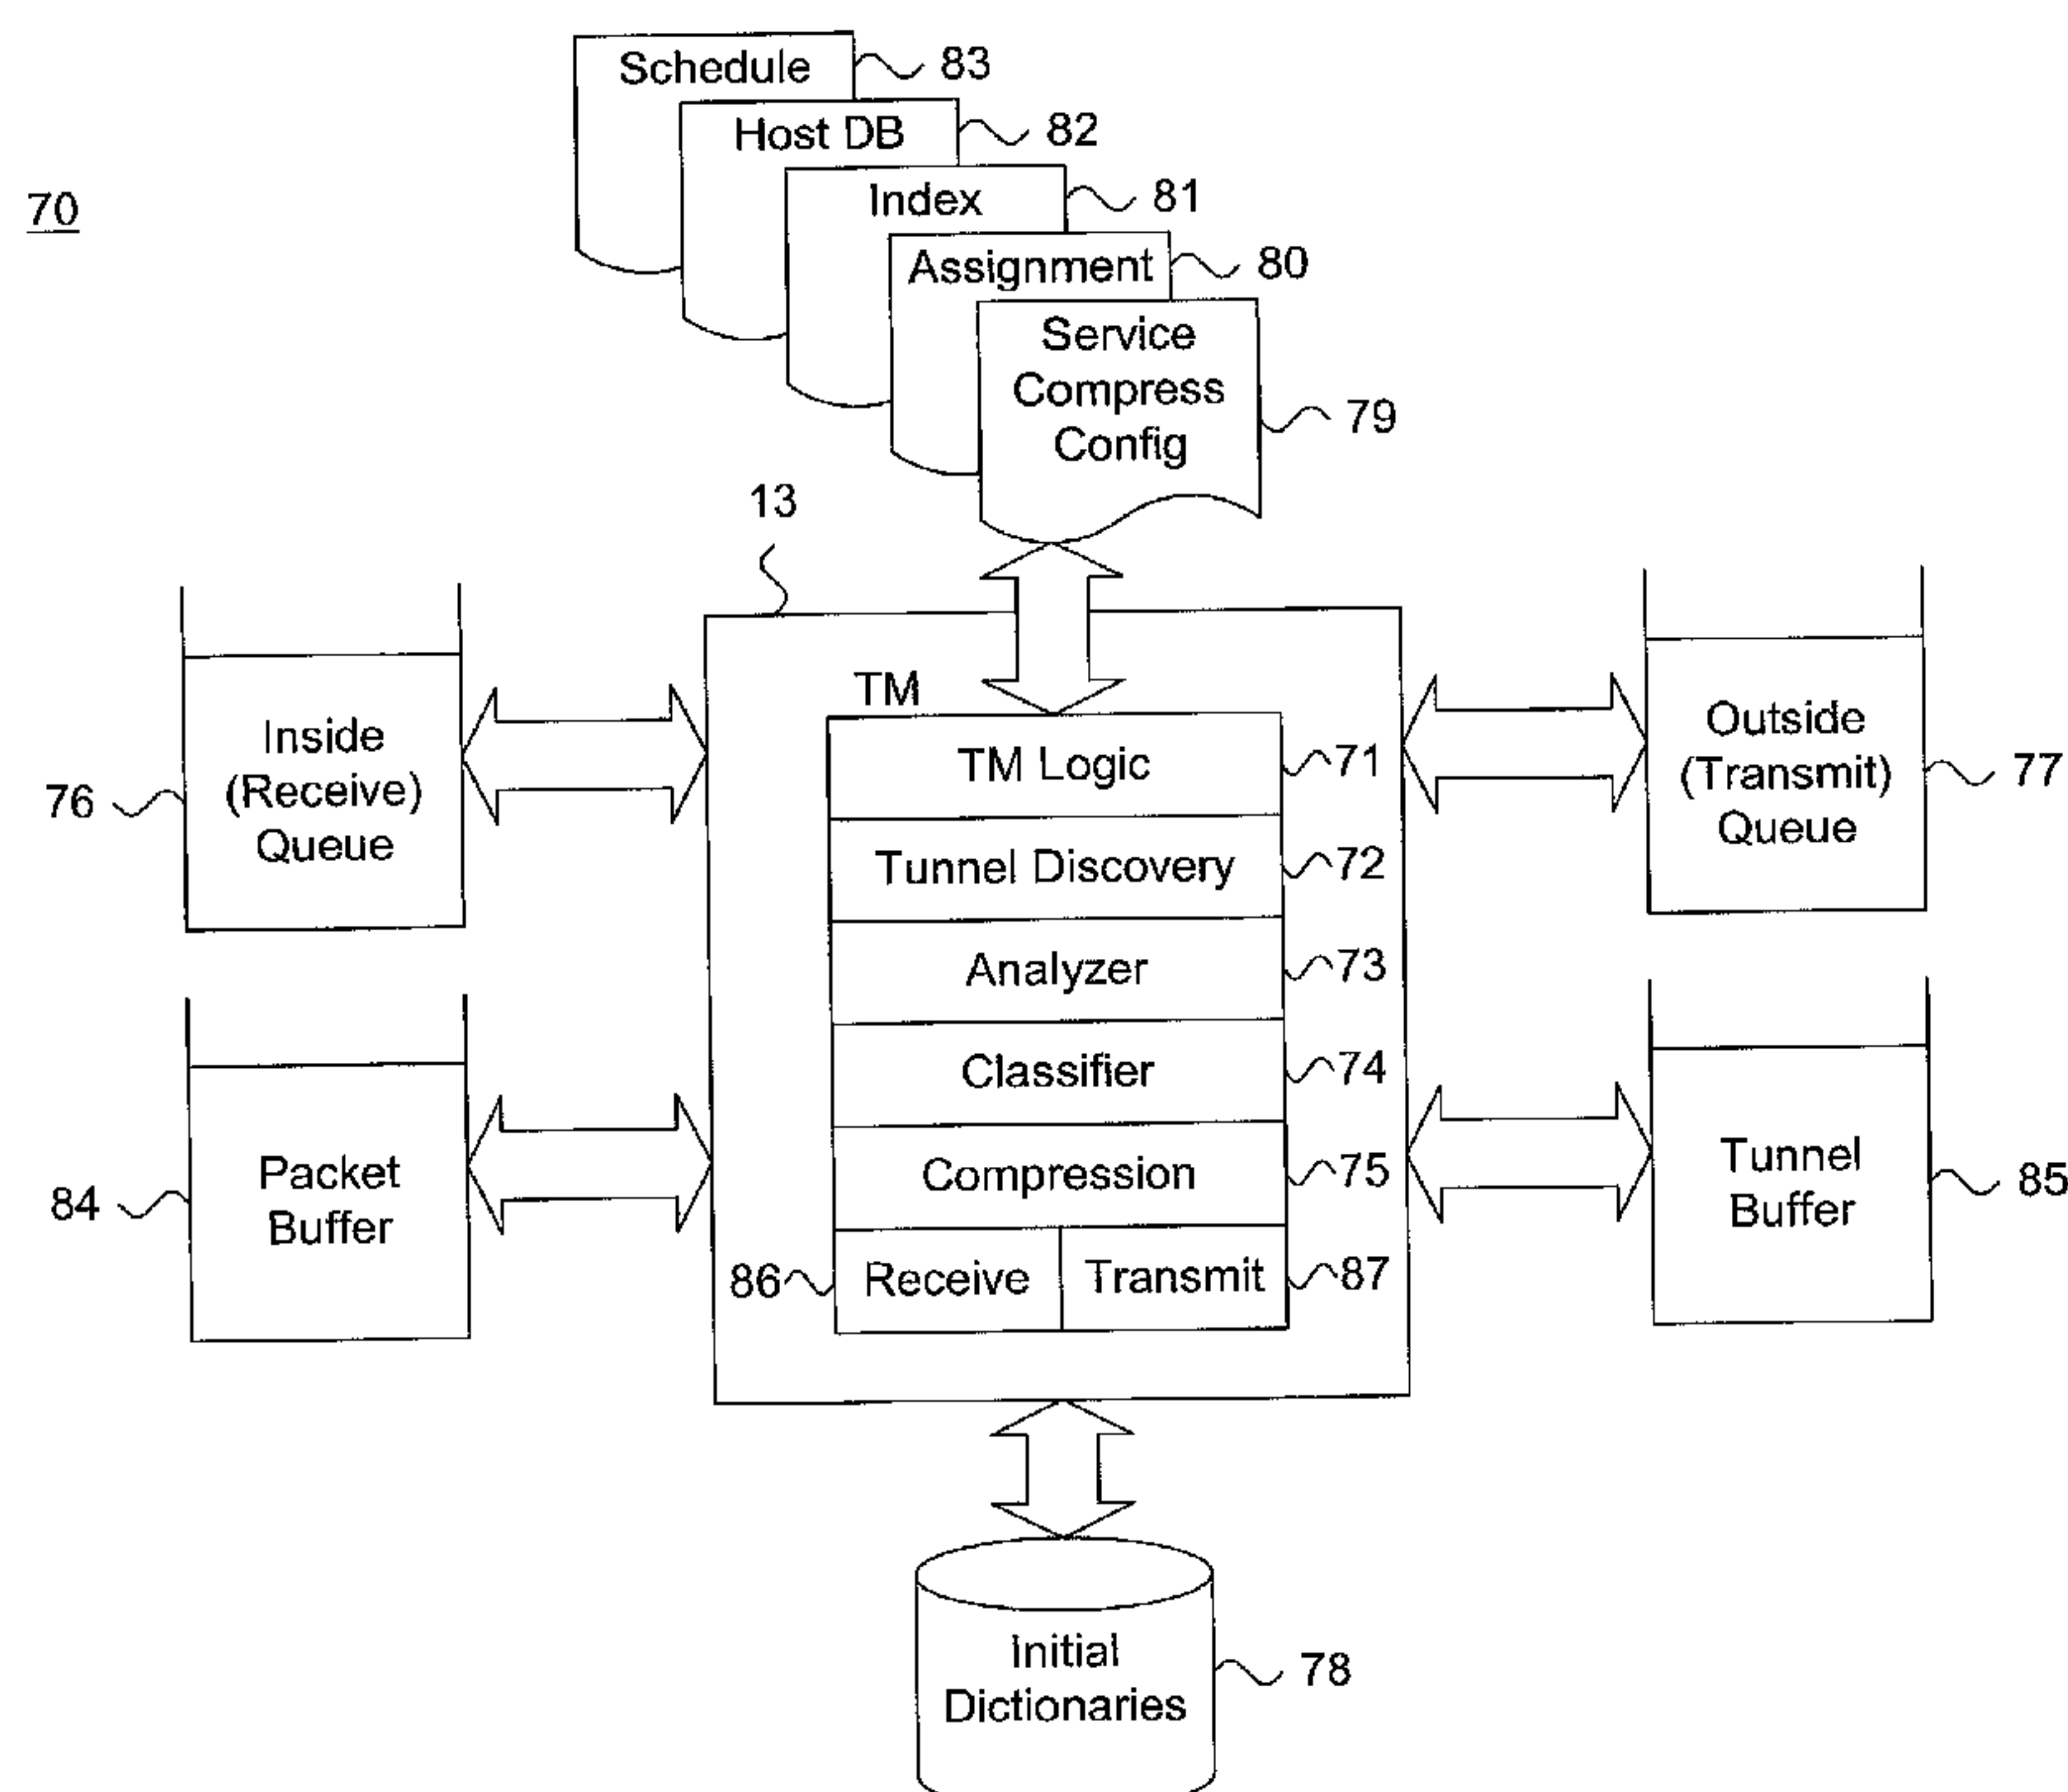 Schedule 83
Host DB 82
70
Index 81
Assignment 80
Service
Compress
Config
79
13
TM
Inside
(Receive)
Queue
76
TM Logic 71
Tunnel Discovery 72
Analyzer 73
Classifier 74
Compression 75
86 Receive Transmit 87
Outside
(Transmit)
Queue
77
Packet
Buffer
84
Tunnel
Buffer
85
Initial
Dictionaries
78